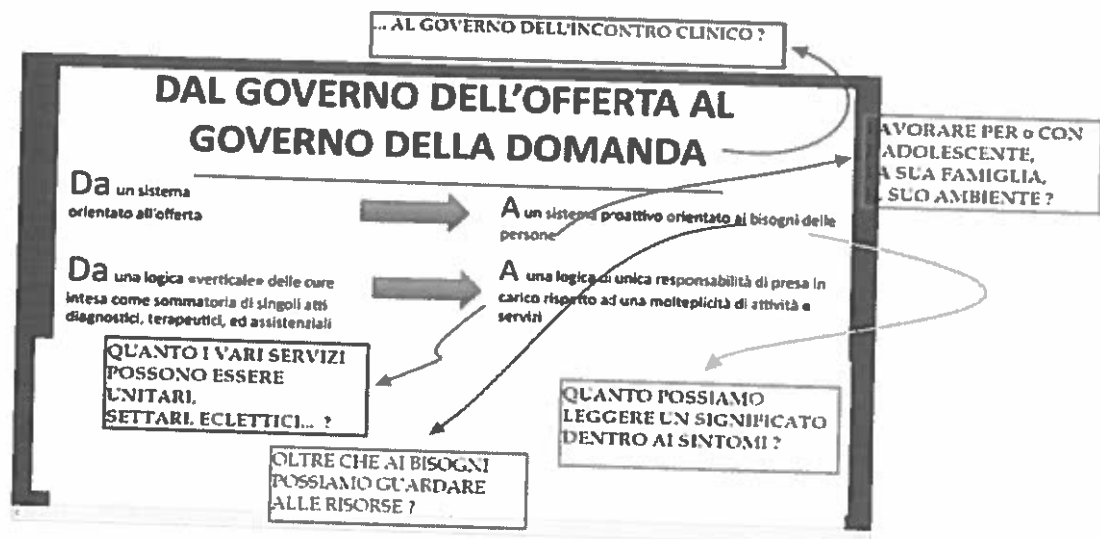 ... AL GOVERNO DELL'INCONTRO CLINICO ?
DAL GOVERNO DELL'OFFERTA AL
GOVERNO DELLA DOMANDA
Da un sistema
orientato all'offerta
A un sistema proattivo orientato ai bisogni delle
persone
Da una logica «verticale» delle cure
intesa come sommatoria di singoli atti
diagnostici, terapeutici, ed assistenziali
A una logica di unica responsabilità di presa in
carico rispetto ad una molteplicità di attività e
servizi
AVORARE PER o CON
ADOLESCENTE,
A SUA FAMIGLIA,
SUO AMBIENTE ?
QUANTO I VARI SERVIZI
POSSONO ESSERE
UNITARI,
SETTARI, ECLETTICI... ?
QUANTO POSSIAMO
LEGGERE UN SIGNIFICATO
DENTRO AI SINTOMI ?
OLTRE CHE AI BISOGNI
POSSIAMO GUARDARE
ALLE RISORSE ?